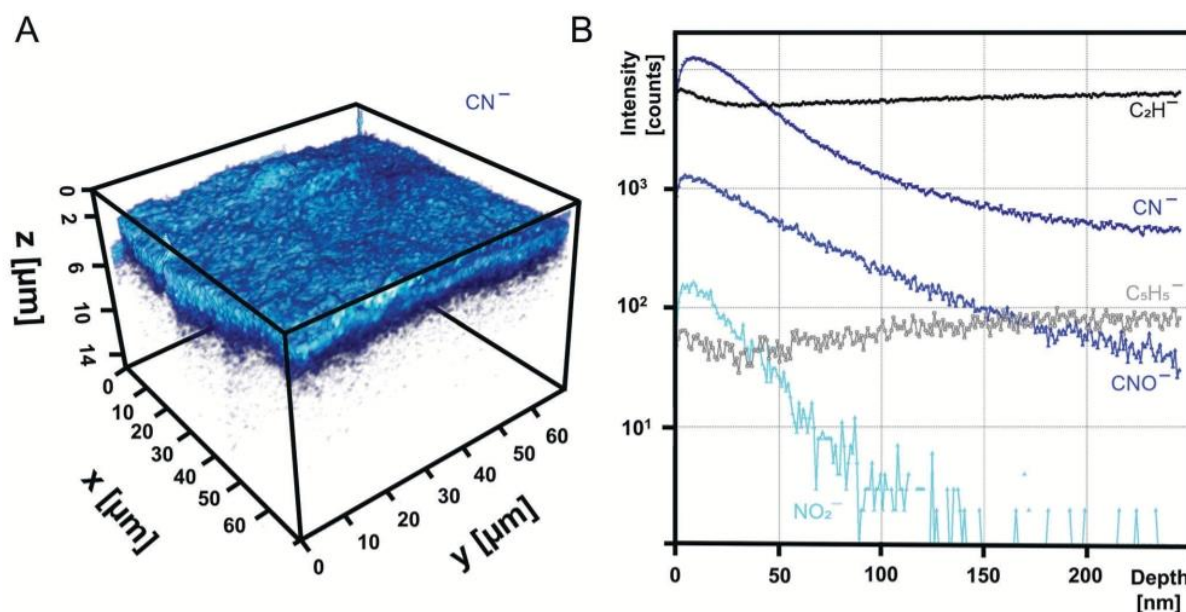 A
CN⁻
0
2
6
10
14
z [µm]
0
10
20
30
40
50
60
x [µm]
0
10
20
30
40
50
60
y [µm]
B
Intensity
[counts]
10³
10²
10¹
C₂H⁻
CN⁻
C₅H₅⁻
CNO⁻
NO₂⁻
0
50
100
150
200
Depth
[nm]